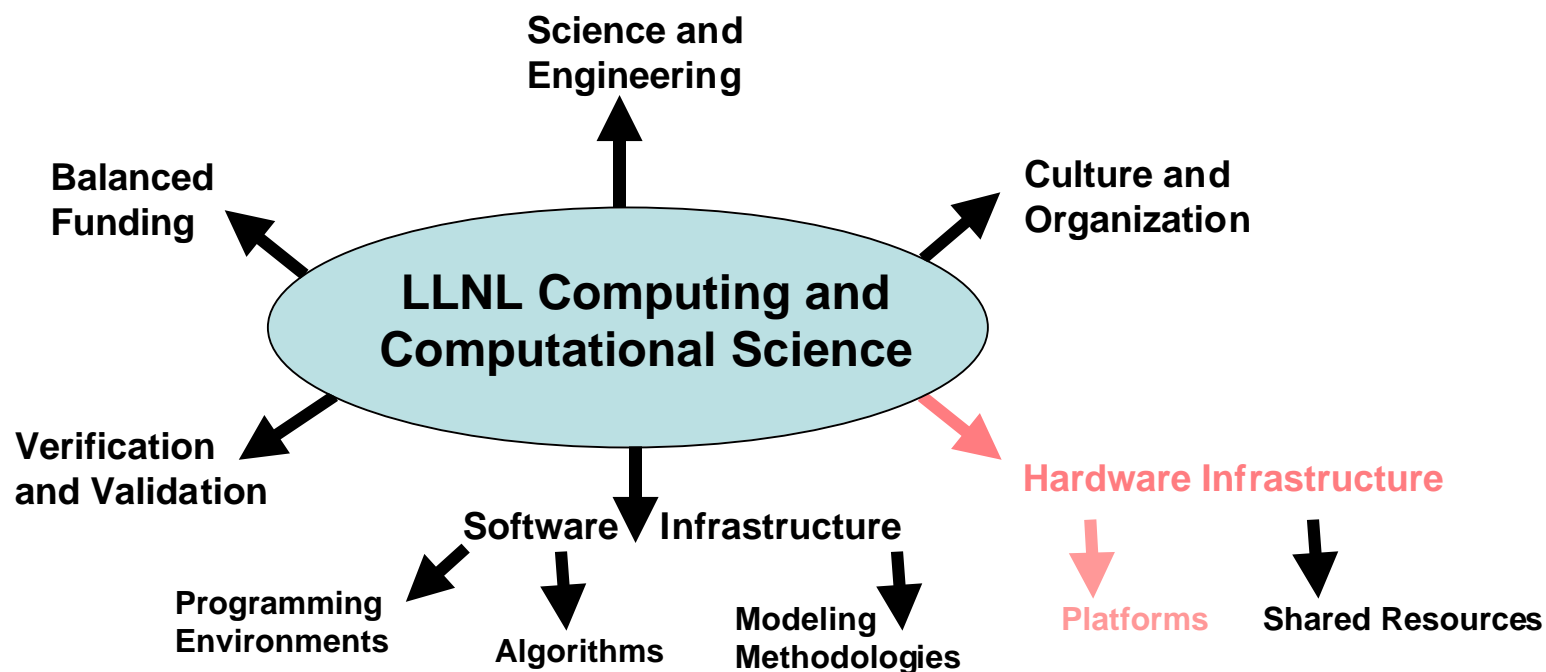 Science and
Engineering
Balanced
Funding
Culture and
Organization
LLNL Computing and
Computational Science
Verification
and Validation
Hardware Infrastructure
Software Infrastructure
Programming
Environments
Algorithms
Modeling
Methodologies
Platforms
Shared Resources